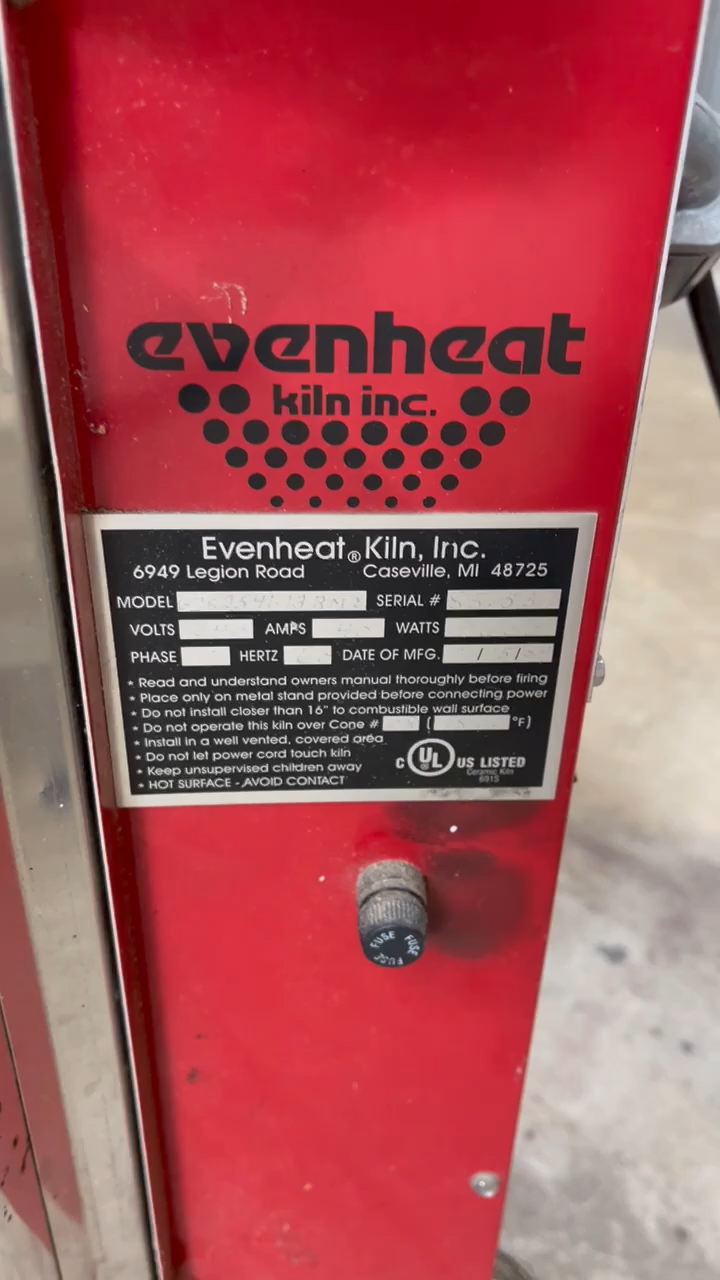 evenheat
kiln inc.
Evenheat® Kiln, Inc.
6949 Legion Road Caseville, MI 48725
MODEL SERIAL #
VOLTS AMPS WATTS
PHASE HERTZ DATE OF MFG. / /
* Read and understand owners manual thoroughly before firing
* Place only on metal stand provided before connecting power
* Do not install closer than 16" to combustible wall surface
* Do not operate this kiln over Cone # ( °F)
* Install in a well vented, covered area
* Do not let power cord touch kiln
* Keep unsupervised children away
* HOT SURFACE - AVOID CONTACT
C UL® US LISTED
Ceramic Kiln
691S
FUSE FUSE FUSE